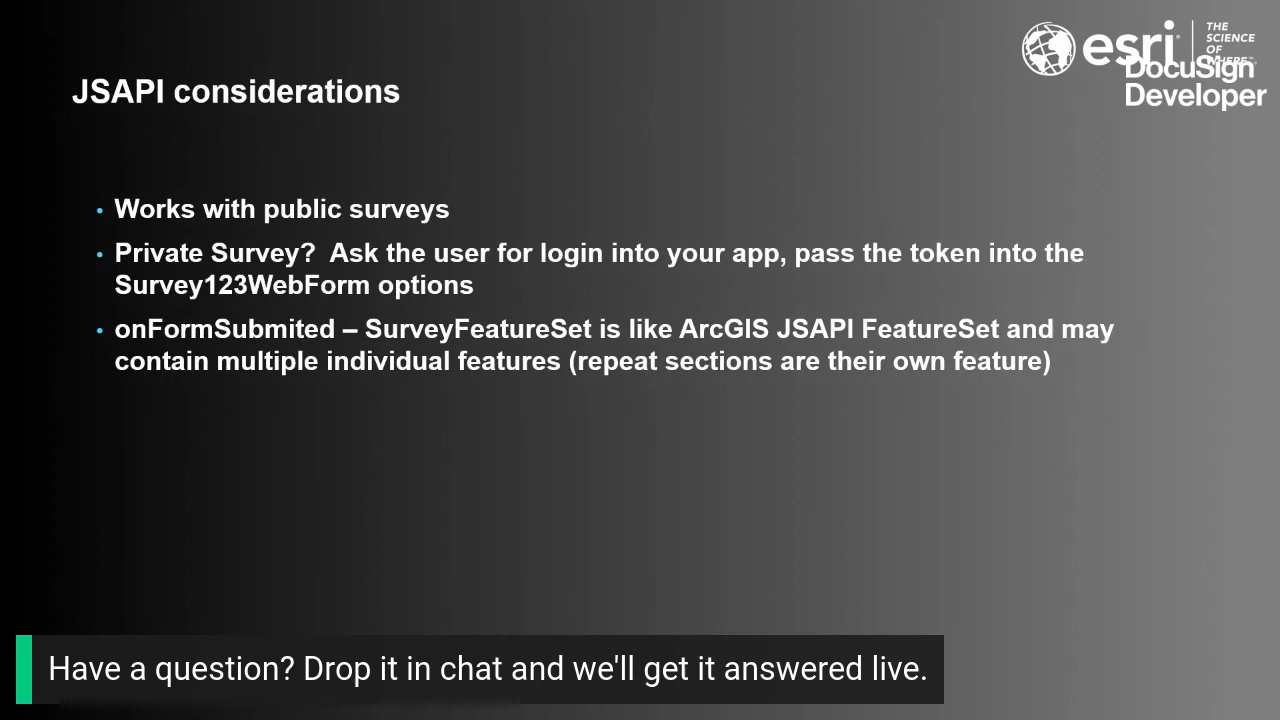 esri
THE
SCIENCE
OF
WHERE
DocuSign
Developer
JSAPI considerations
• Works with public surveys
• Private Survey?  Ask the user for login into your app, pass the token into the
Survey123WebForm options
• onFormSubmited – SurveyFeatureSet is like ArcGIS JSAPI FeatureSet and may
contain multiple individual features (repeat sections are their own feature)
Have a question? Drop it in chat and we'll get it answered live.